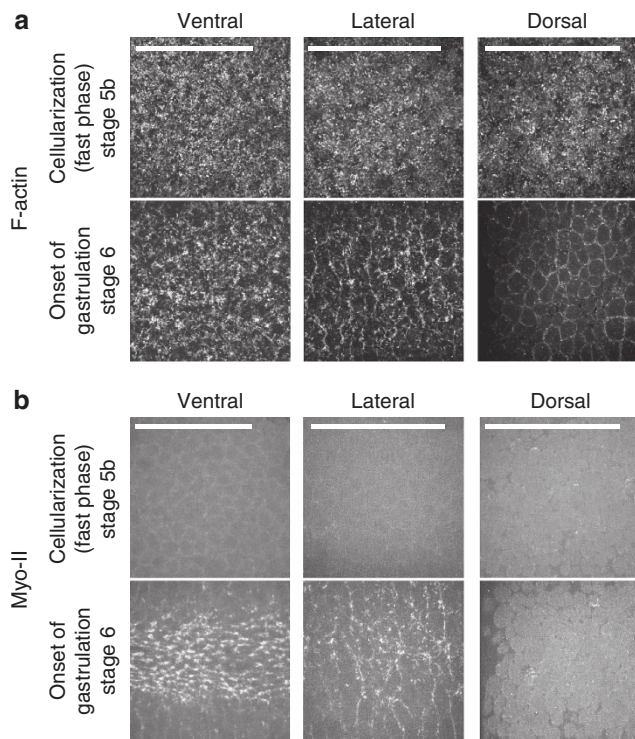 a
Ventral Lateral Dorsal
F-actin
Cellularization
(fast phase)
stage 5b
Onset of
gastrulation
stage 6
b
Ventral Lateral Dorsal
Myo-II
Cellularization
(fast phase)
stage 5b
Onset of
gastrulation
stage 6